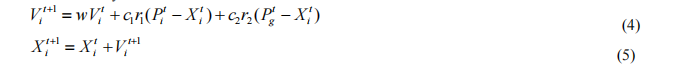 V_i^{t+1} = wV_i^t + c_1r_1(P_i^t − X_i^t) + c_2r_2(P_g^t − X_i^t) (4)
X_i^{t+1} = X_i^t + V_i^{t+1} (5)